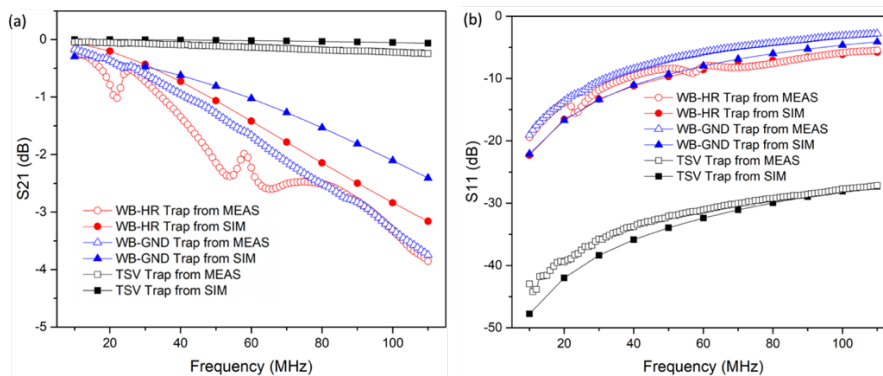 (a)
0
-1
-2
-3
-4
-5
S21 (dB)
WB-HR Trap from MEAS
WB-HR Trap from SIM
WB-GND Trap from MEAS
WB-GND Trap from SIM
TSV Trap from MEAS
TSV Trap from SIM
20 40 60 80 100
Frequency (MHz)
(b)
0
-10
-20
-30
-40
-50
S11 (dB)
WB-HR Trap from MEAS
WB-HR Trap from SIM
WB-GND Trap from MEAS
WB-GND Trap from SIM
TSV Trap from MEAS
TSV Trap from SIM
20 40 60 80 100
Frequency (MHz)